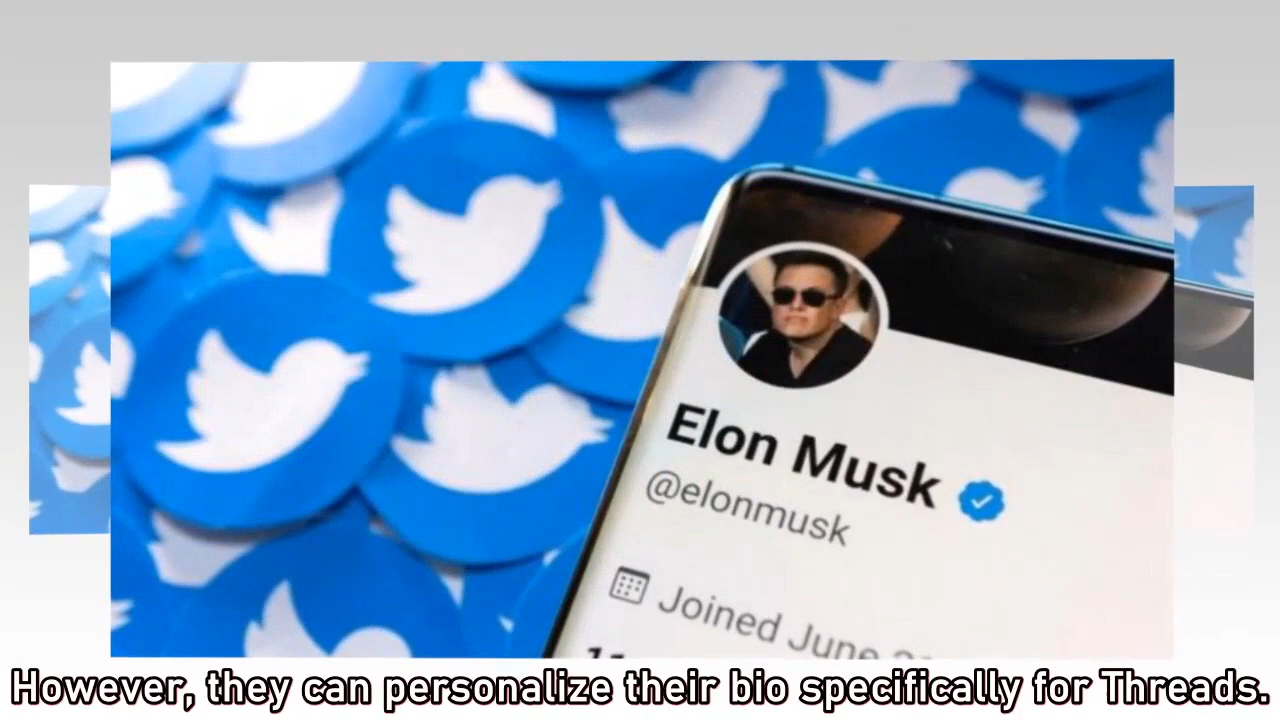 Elon Musk
@elonmusk
Joined June
However, they can personalize their bio specifically for Threads.